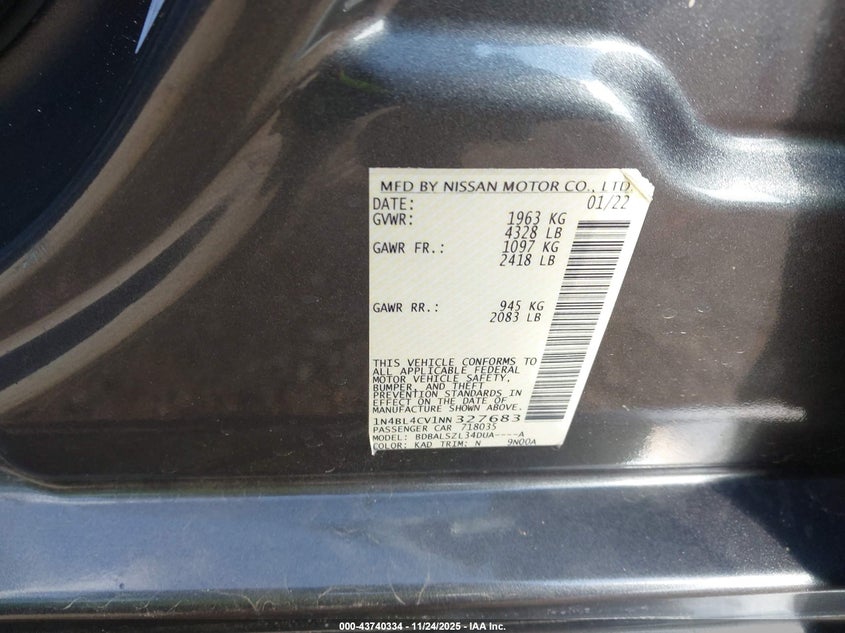 MFD BY NISSAN MOTOR CO., LTD.
DATE: 01/22
GVWR: 1963 KG
4328 LB
GAWR FR.: 1097 KG
2418 LB
GAWR RR.: 945 KG
2083 LB
THIS VEHICLE CONFORMS TO
ALL APPLICABLE FEDERAL
MOTOR VEHICLE SAFETY,
BUMPER, AND THEFT
PREVENTION STANDARDS IN
EFFECT ON THE DATE OF
MANUFACTURE SHOWN ABOVE.
1N4BL4CV1NN327683
PASSENGER CAR 718035
MODEL: BDBALSZL34DUA----A
COLOR: KAD TRIM: N 9N00A
000-43740334 - 11/24/2025 - IAA Inc.